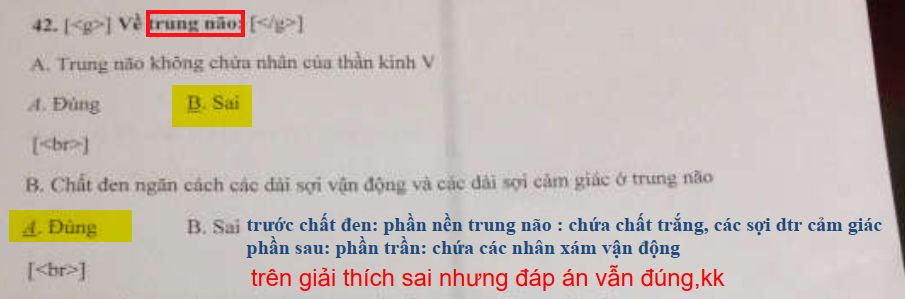 42. [<g>] Về trung não: [</g>]
A. Trung não không chứa nhân của thần kinh V
A. Đúng B. Sai
[<br>]
B. Chất đen ngăn cách các dải sợi vận động và các dải sợi cảm giác ở trung não
A. Đúng B. Sai trước chất đen: phần nền trung não : chứa chất trắng, các sợi dtr cảm giác
phần sau: phần trần: chứa các nhân xám vận động
[<br>] trên giải thích sai nhưng đáp án vẫn đúng,kk